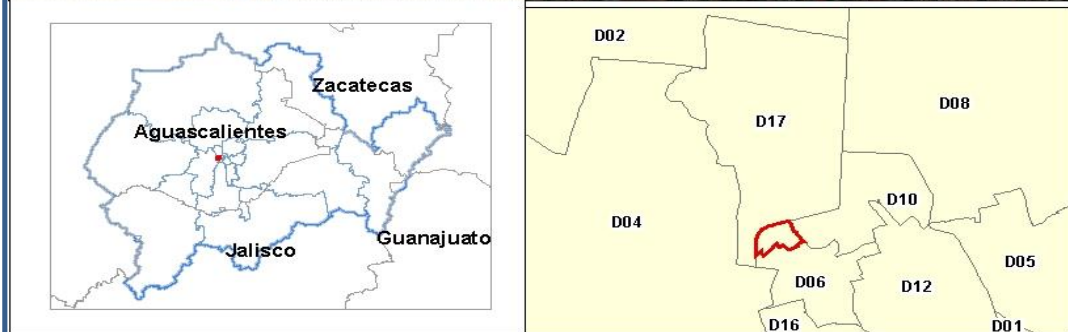 Zacatecas
Aguascalientes
Jalisco
Guanajuato
D02
D17
D08
D04
D10
D06
D12
D05
D16
D01